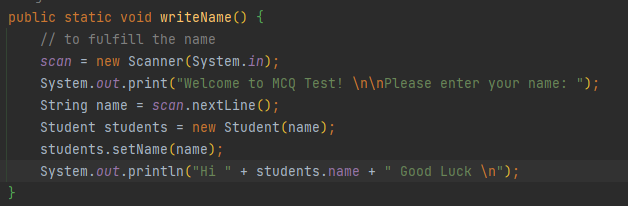 public static void writeName() {
// to fulfill the name
scan = new Scanner(System.in);
System.out.print("Welcome to MCQ Test! \n\nPlease enter your name: ");
String name = scan.nextLine();
Student students = new Student(name);
students.setName(name);
System.out.println("Hi " + students.name + " Good Luck \n");
}